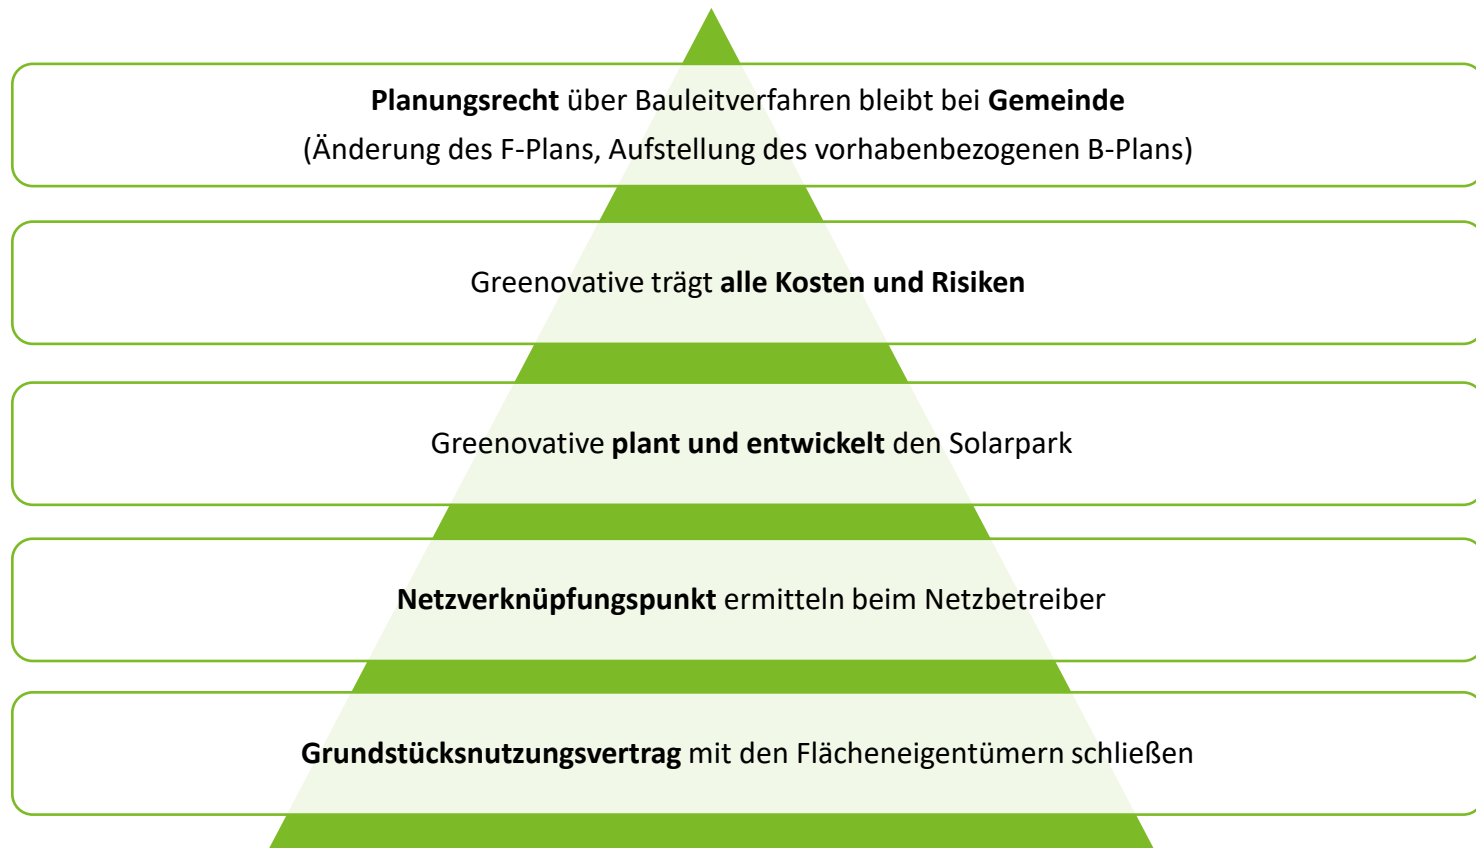 Planungsrecht über Bauleitverfahren bleibt bei Gemeinde
(Änderung des F-Plans, Aufstellung des vorhabenbezogenen B-Plans)
Greenovative trägt alle Kosten und Risiken
Greenovative plant und entwickelt den Solarpark
Netzverknüpfungspunkt ermitteln beim Netzbetreiber
Grundstücksnutzungsvertrag mit den Flächeneigentümern schließen